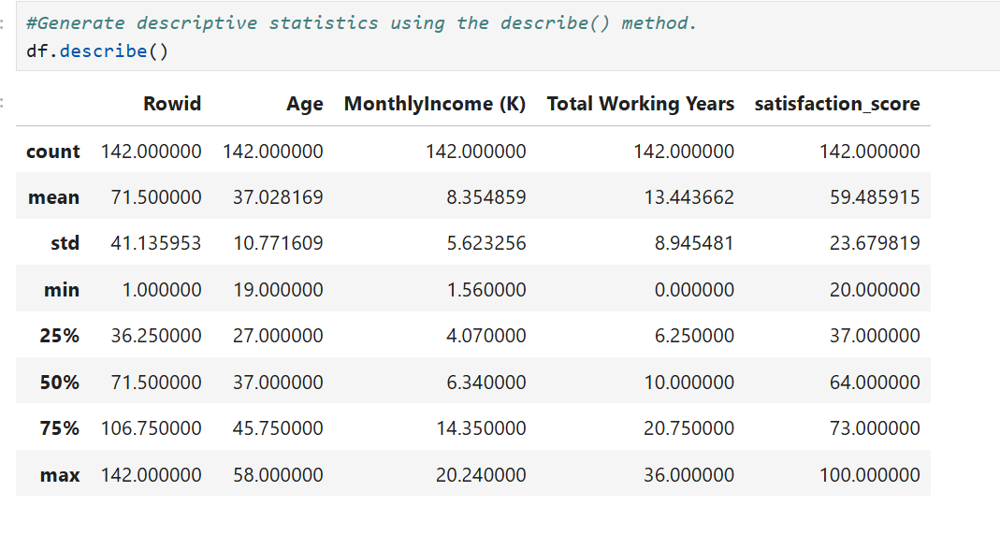 #Generate descriptive statistics using the describe() method.
df.describe()
Rowid Age MonthlyIncome (K) Total Working Years satisfaction_score
count 142.000000 142.000000 142.000000 142.000000 142.000000
mean 71.500000 37.028169 8.354859 13.443662 59.485915
std 41.135953 10.771609 5.623256 8.945481 23.679819
min 1.000000 19.000000 1.560000 0.000000 20.000000
25% 36.250000 27.000000 4.070000 6.250000 37.000000
50% 71.500000 37.000000 6.340000 10.000000 64.000000
75% 106.750000 45.750000 14.350000 20.750000 73.000000
max 142.000000 58.000000 20.240000 36.000000 100.000000